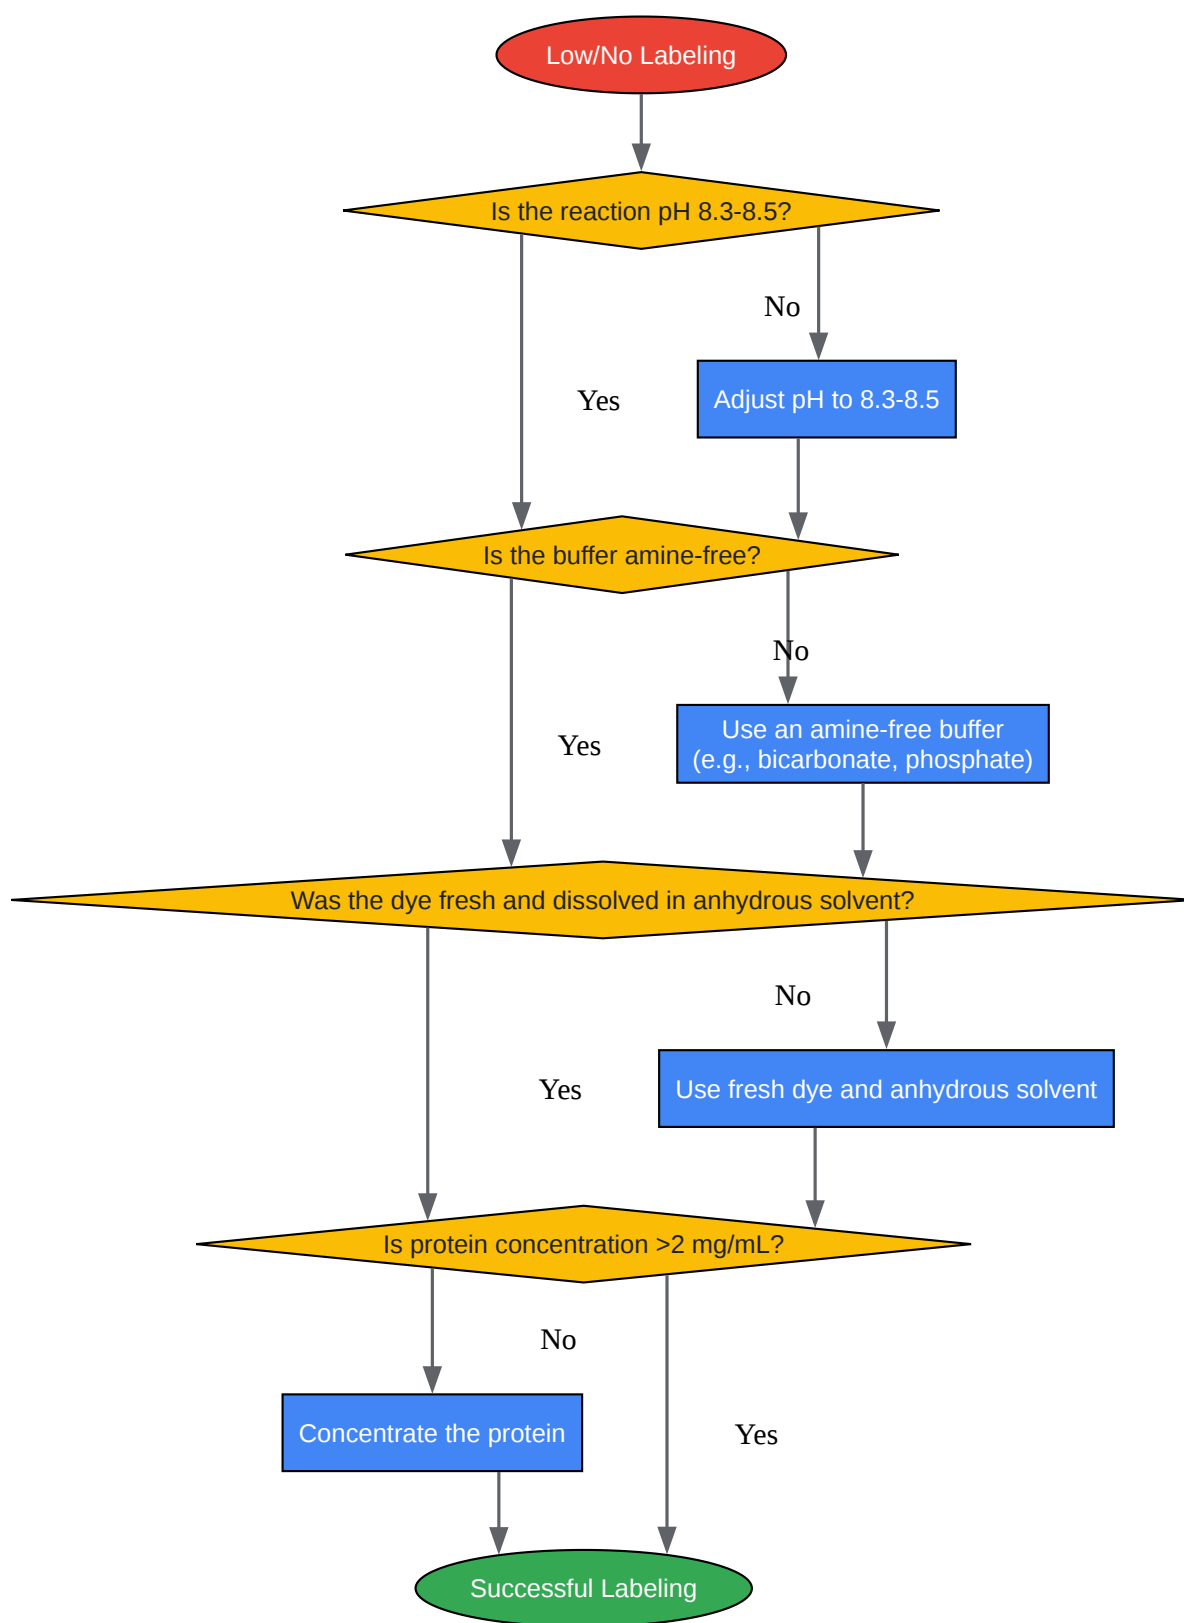 Low/No Labeling
Is the reaction pH 8.3-8.5?
No
Yes
Adjust pH to 8.3-8.5
Is the buffer amine-free?
No
Yes
Use an amine-free buffer
(e.g., bicarbonate, phosphate)
Was the dye fresh and dissolved in anhydrous solvent?
No
Yes
Use fresh dye and anhydrous solvent
Is protein concentration >2 mg/mL?
No
Concentrate the protein
Yes
Successful Labeling